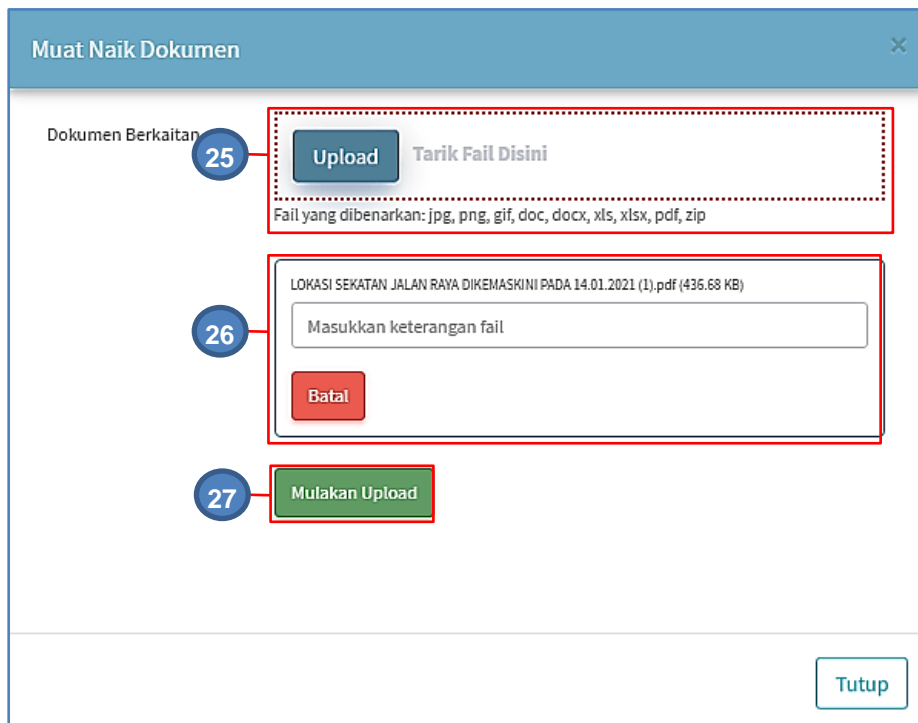 Muat Naik Dokumen
×
Dokumen Berkaitan
25
Upload
Tarik Fail Disini
Fail yang dibenarkan: jpg, png, gif, doc, docx, xls, xlsx, pdf, zip
LOKASI SEKATAN JALAN RAYA DIKEMASKINI PADA 14.01.2021 (1).pdf (436.68 KB)
26
Masukkan keterangan fail
Batal
27
Mulakan Upload
Tutup